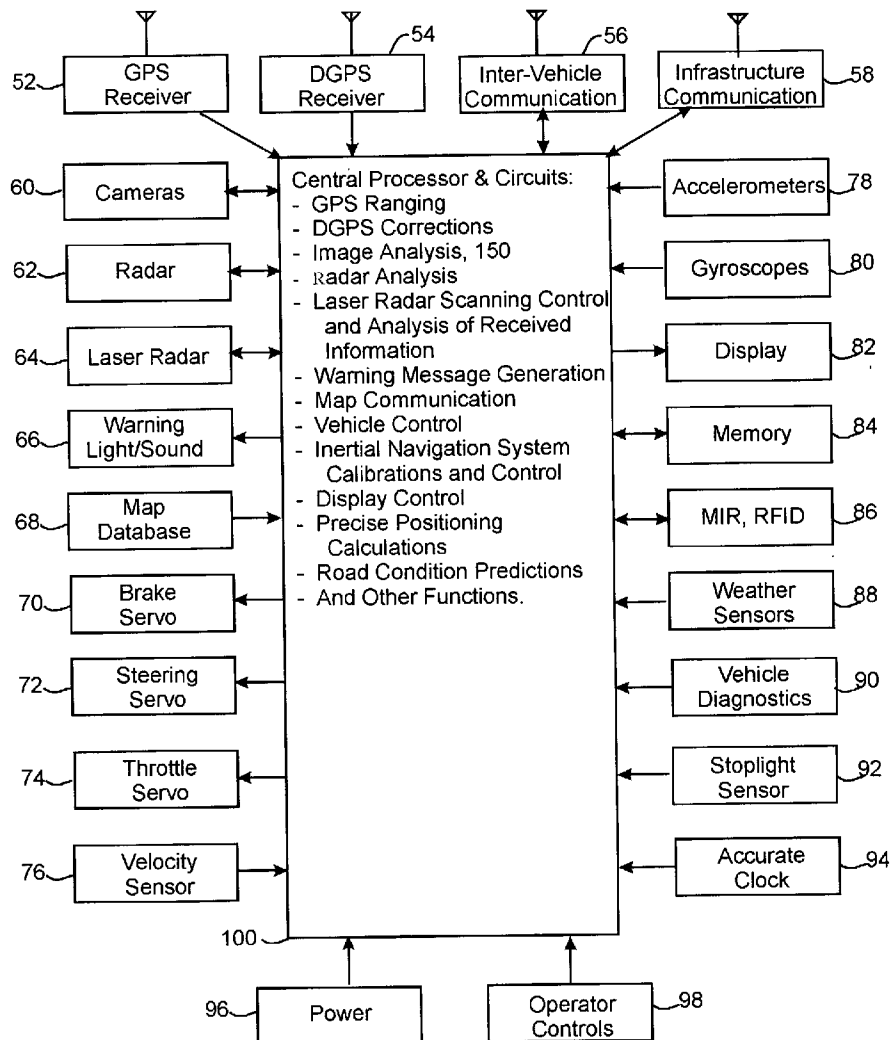 52
GPS
Receiver
DGPS
Receiver
54
Inter-Vehicle
Communication
56
Infrastructure
Communication
58
60
Cameras
62
Radar
64
Laser Radar
66
Warning
Light/Sound
68
Map
Database
70
Brake
Servo
72
Steering
Servo
74
Throttle
Servo
76
Velocity
Sensor
Central Processor & Circuits:
- GPS Ranging
- DGPS Corrections
- Image Analysis, 150
- Radar Analysis
- Laser Radar Scanning Control
and Analysis of Received
Information
- Warning Message Generation
- Map Communication
- Vehicle Control
- Inertial Navigation System
Calibrations and Control
- Display Control
- Precise Positioning
Calculations
- Road Condition Predictions
- And Other Functions.
100
Accelerometers
78
Gyroscopes
80
Display
82
Memory
84
MIR, RFID
86
Weather
Sensors
88
Vehicle
Diagnostics
90
Stoplight
Sensor
92
Accurate
Clock
94
96
Power
Operator
Controls
98